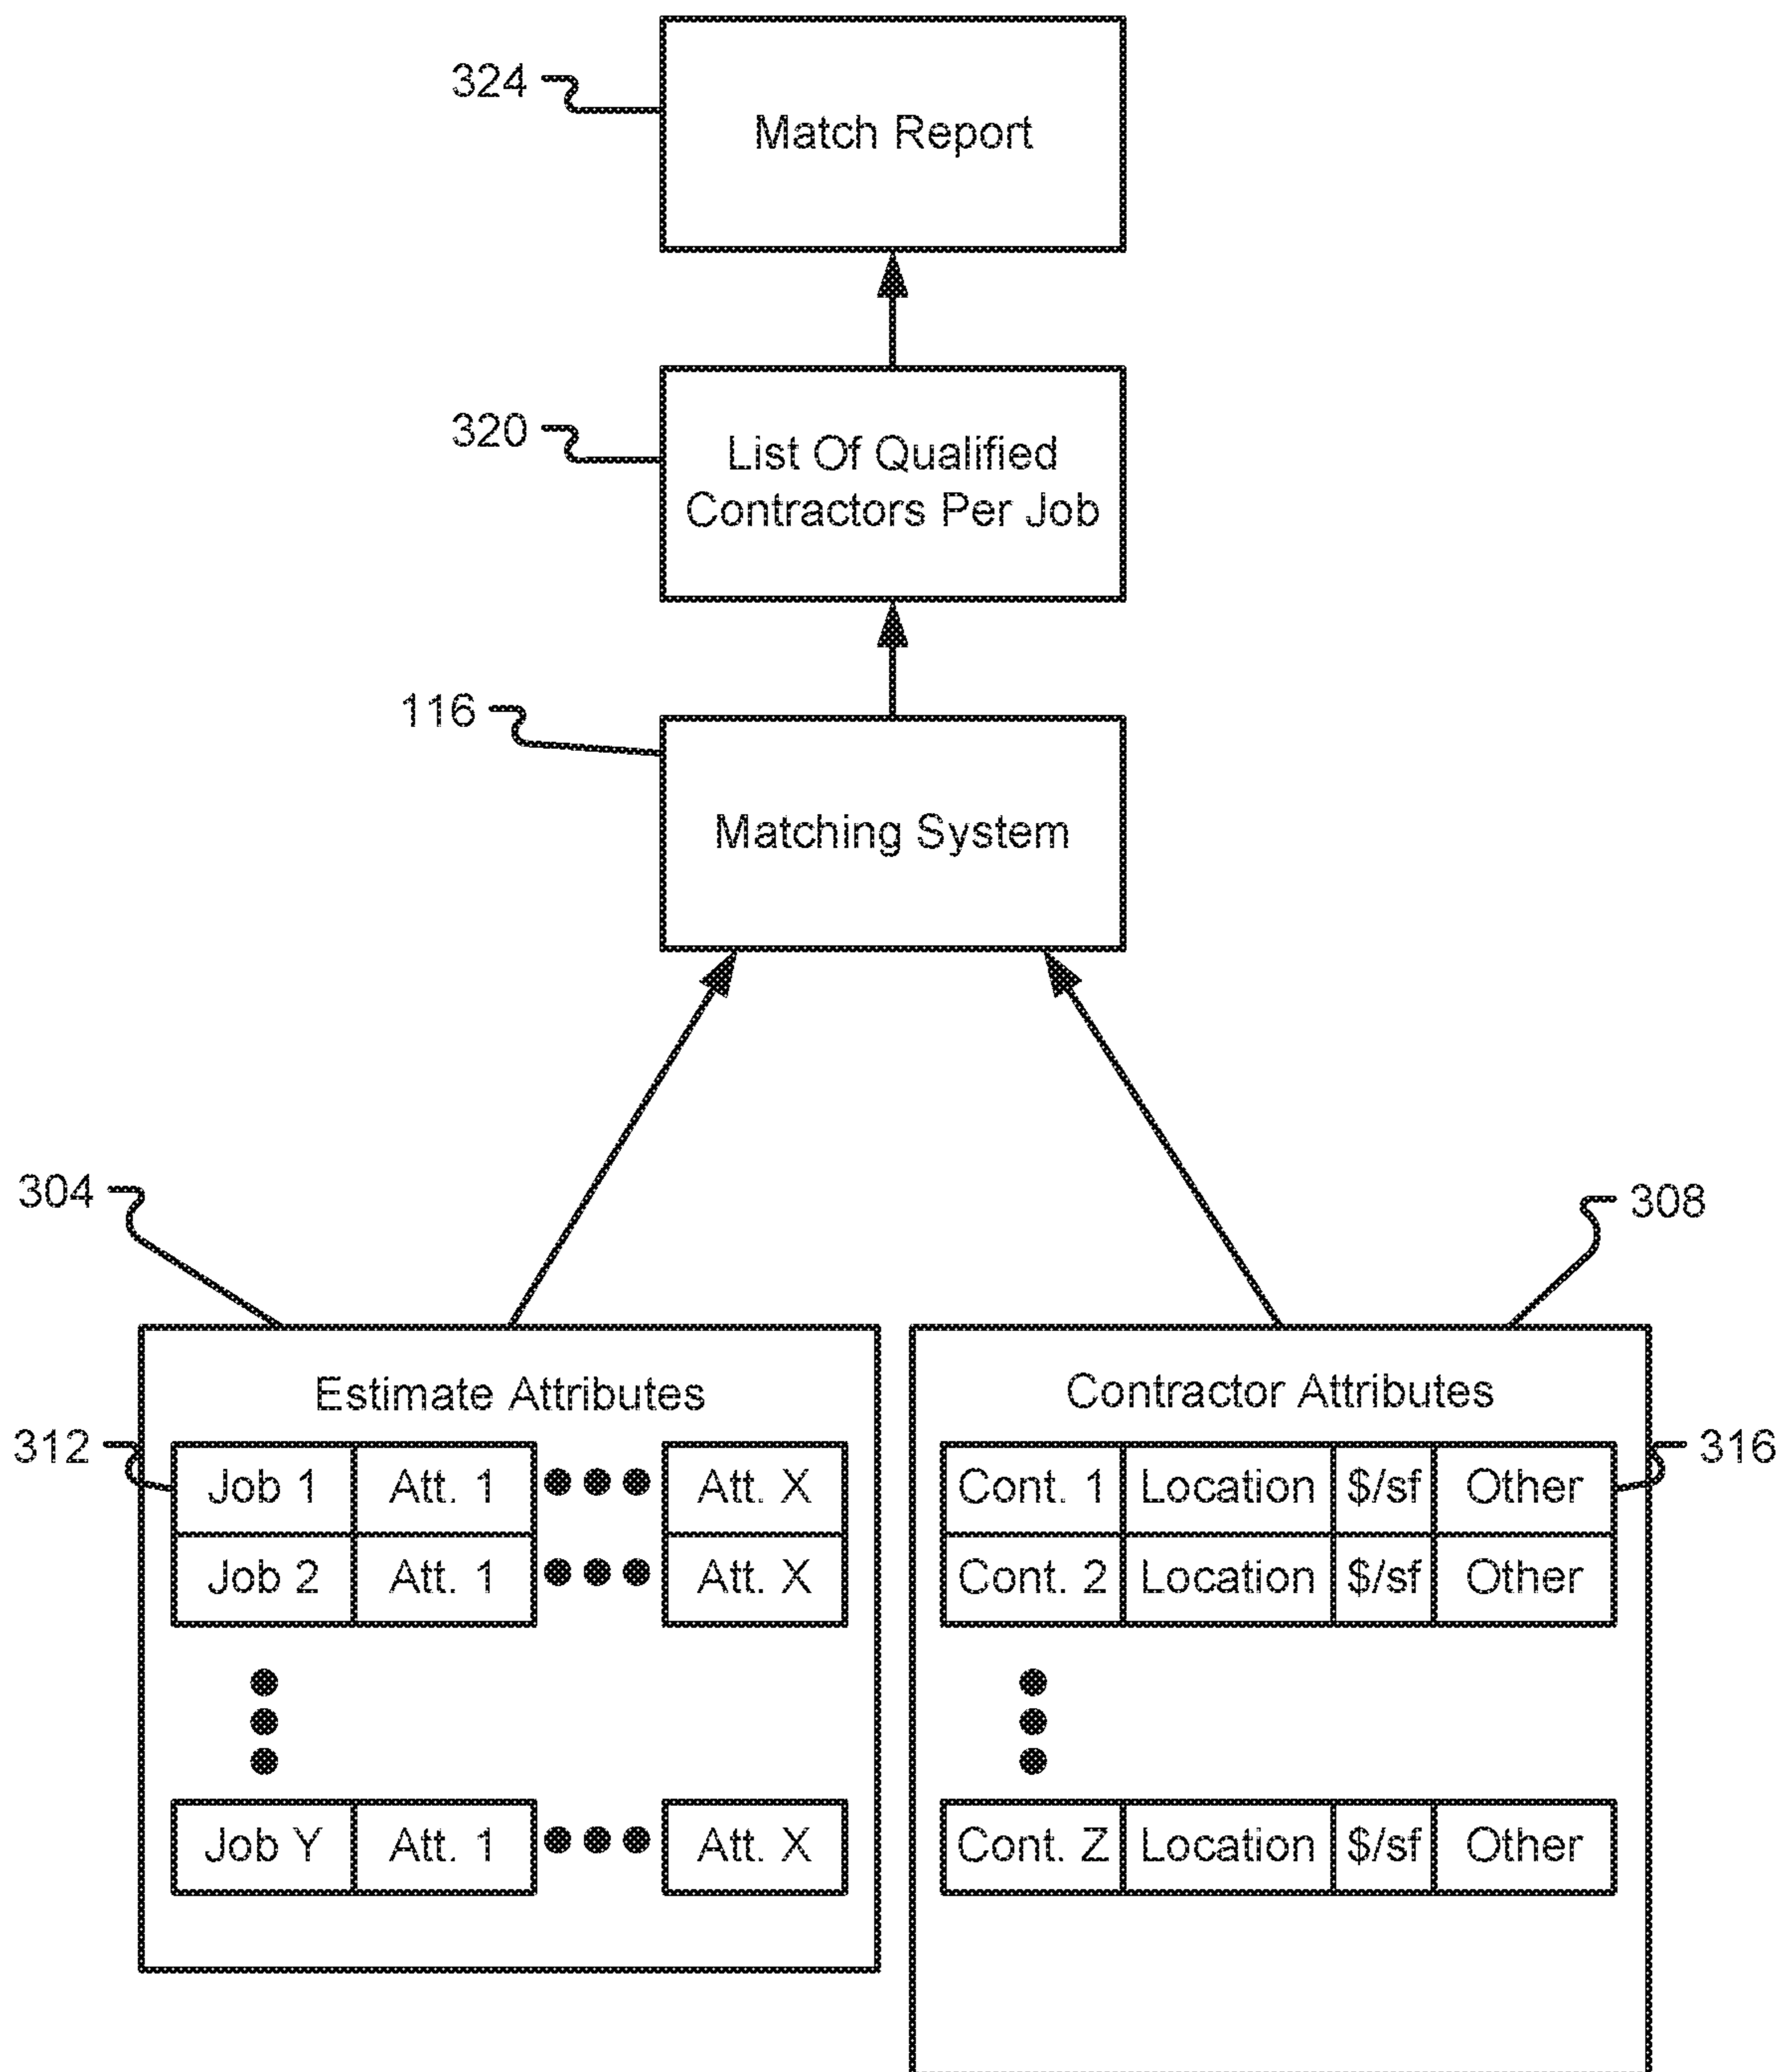 324
Match Report
320
List Of Qualified
Contractors Per Job
116
Matching System
304
308
Estimate Attributes
Contractor Attributes
312
316
Job 1 Att. 1 Att. X
Cont. 1 Location $/sf Other
Job 2 Att. 1 Att. X
Cont. 2 Location $/sf Other
Job Y Att. 1 Att. X
Cont. Z Location $/sf Other